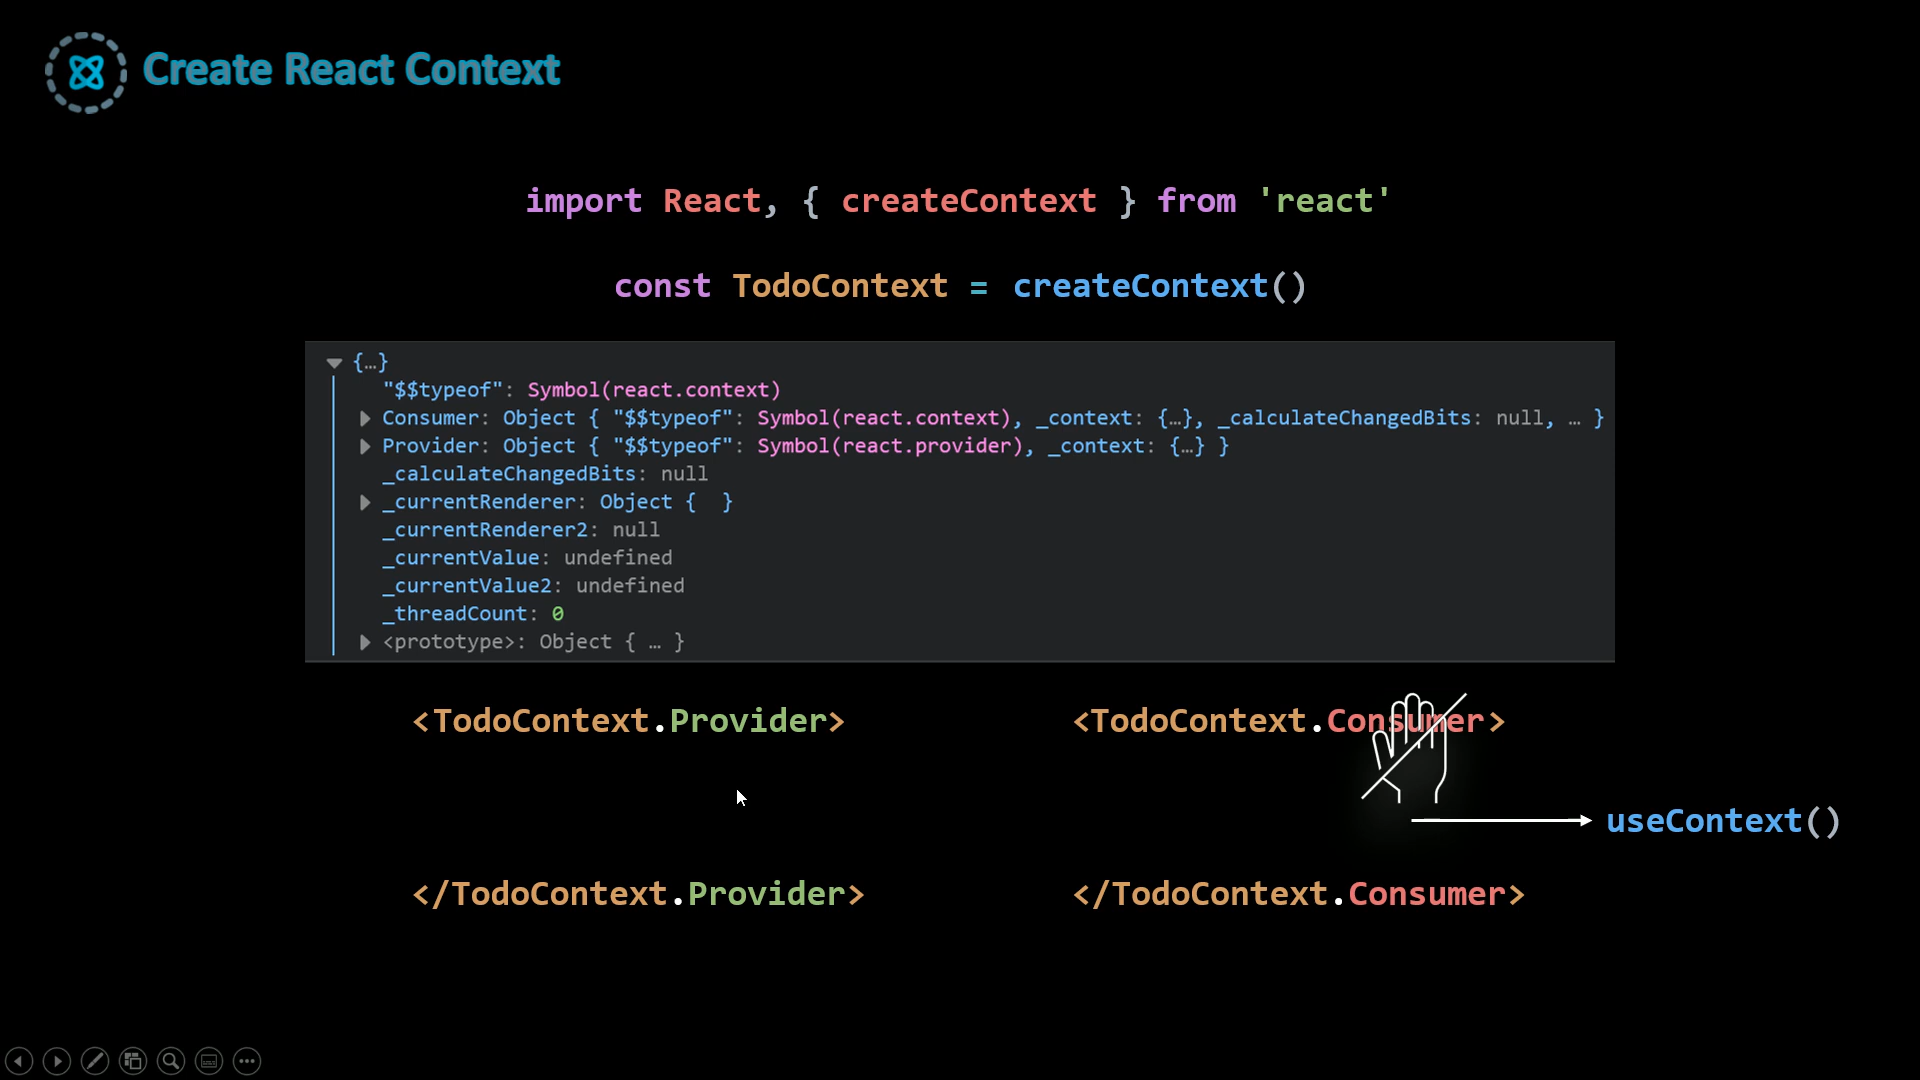 Create React Context
import React, { createContext } from 'react'
const TodoContext = createContext()
{…}
"$$typeof": Symbol(react.context)
Consumer: Object { "$$typeof": Symbol(react.context), _context: {…}, _calculateChangedBits: null, … }
Provider: Object { "$$typeof": Symbol(react.provider), _context: {…} }
_calculateChangedBits: null
_currentRenderer: Object {  }
_currentRenderer2: null
_currentValue: undefined
_currentValue2: undefined
_threadCount: 0
<prototype>: Object { … }
<TodoContext.Provider>
<TodoContext.Consumer>
useContext()
</TodoContext.Provider>
</TodoContext.Consumer>